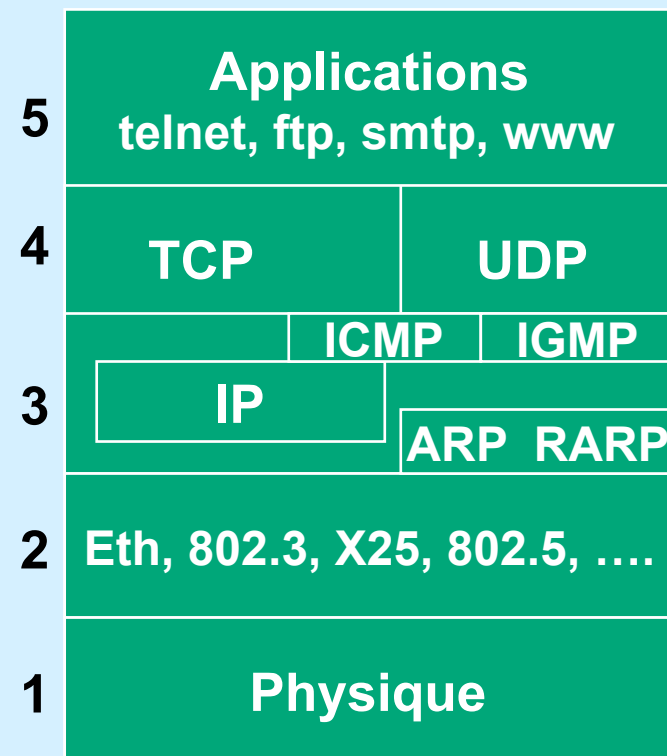 Applications
5
telnet, ftp, smtp, www
4
TCP UDP
ICMP IGMP
3
IP
ARP RARP
2
Eth, 802.3, X25, 802.5, ....
1
Physique